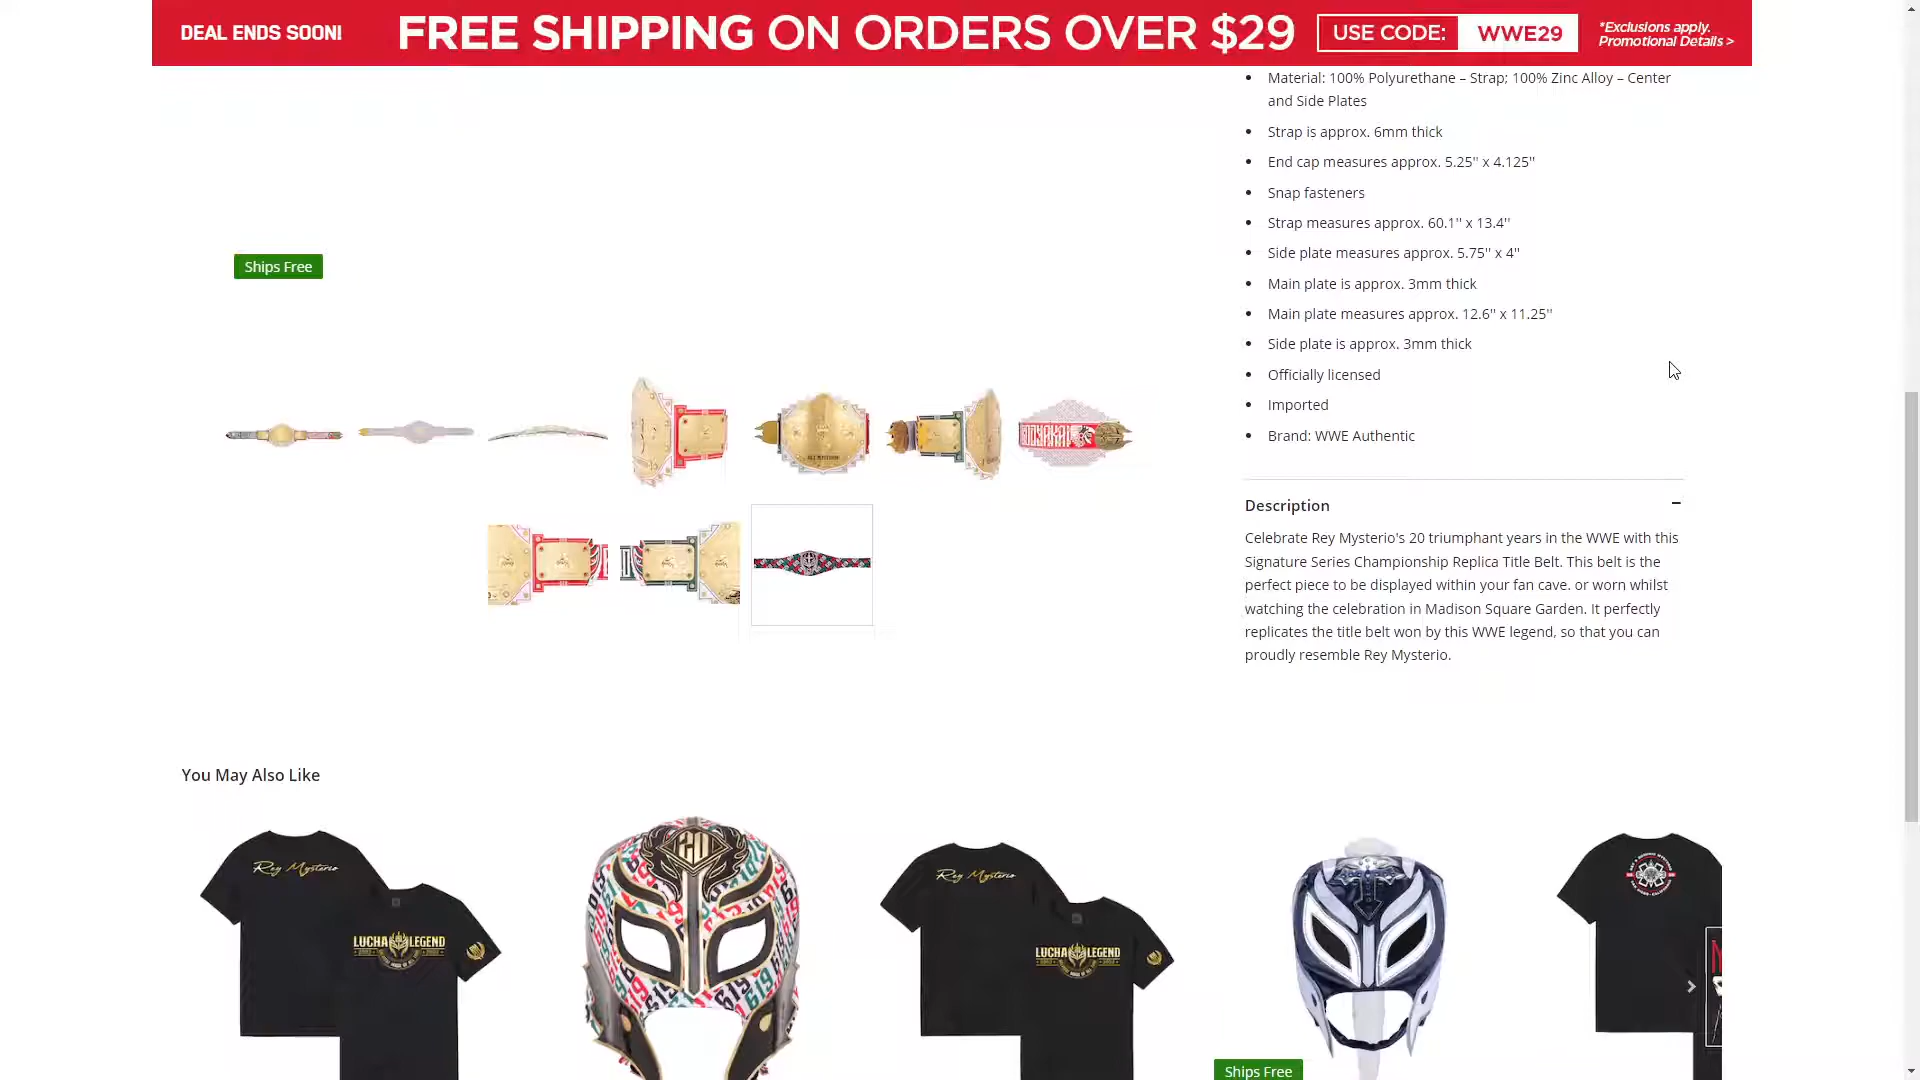 DEAL ENDS SOON!
FREE SHIPPING ON ORDERS OVER $29
USE CODE: WWE29
*Exclusions apply.
Promotional Details >
• Material: 100% Polyurethane – Strap; 100% Zinc Alloy – Center
and Side Plates
• Strap is approx. 6mm thick
• End cap measures approx. 5.25'' x 4.125''
• Snap fasteners
• Strap measures approx. 60.1'' x 13.4''
• Side plate measures approx. 5.75'' x 4''
• Main plate is approx. 3mm thick
• Main plate measures approx. 12.6'' x 11.25''
• Side plate is approx. 3mm thick
• Officially licensed
• Imported
• Brand: WWE Authentic
Ships Free
Description
Celebrate Rey Mysterio's 20 triumphant years in the WWE with this
Signature Series Championship Replica Title Belt. This belt is the
perfect piece to be displayed within your fan cave. or worn whilst
watching the celebration in Madison Square Garden. It perfectly
replicates the title belt won by this WWE legend, so that you can
proudly resemble Rey Mysterio.
You May Also Like
Rey Mysterio
LUCHA LEGEND
20
619
Rey Mysterio
LUCHA LEGEND
Ships Free